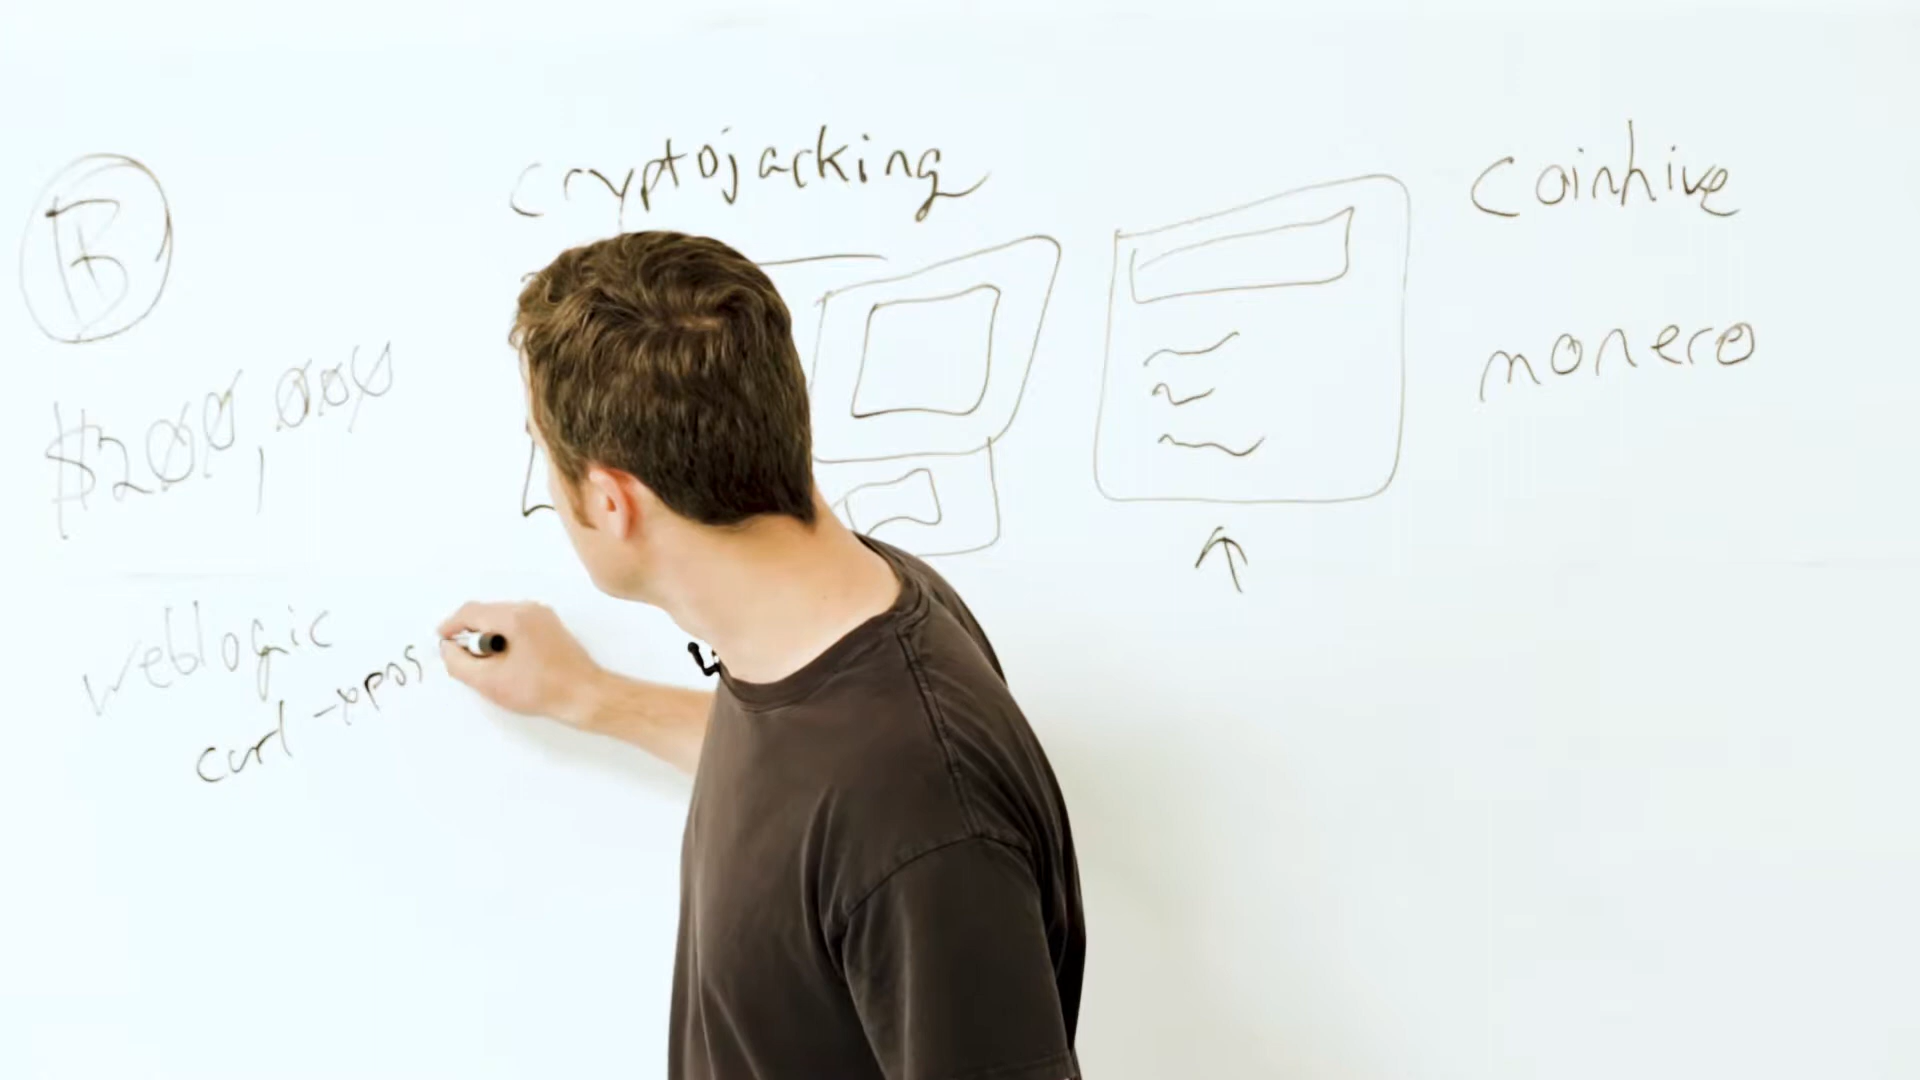 cryptojacking
B
$200,000
coinhive
monero
weblogic
curl -xpos